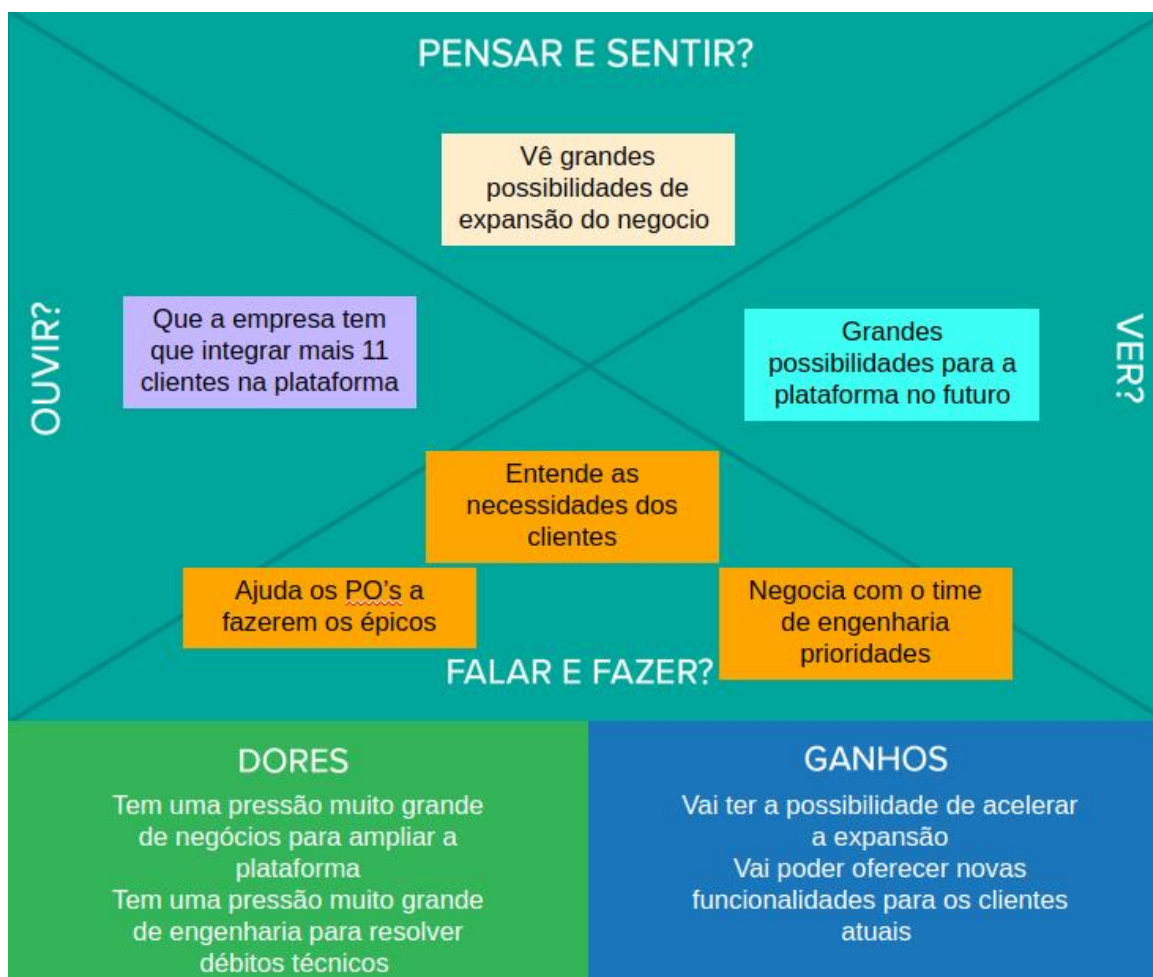 PENSAR E SENTIR?
Vê grandes
possibilidades de
expansão do negocio
OUVIR?
Que a empresa tem
que integrar mais 11
clientes na plataforma
Grandes
possibilidades para a
plataforma no futuro
VER?
Entende as
necessidades dos
clientes
Ajuda os PO's a
fazerem os épicos
Negocia com o time
de engenharia
prioridades
FALAR E FAZER?
DORES
Tem uma pressão muito grande
de negócios para ampliar a
plataforma
Tem uma pressão muito grande
de engenharia para resolver
débitos técnicos
GANHOS
Vai ter a possibilidade de acelerar
a expansão
Vai poder oferecer novas
funcionalidades para os clientes
atuais